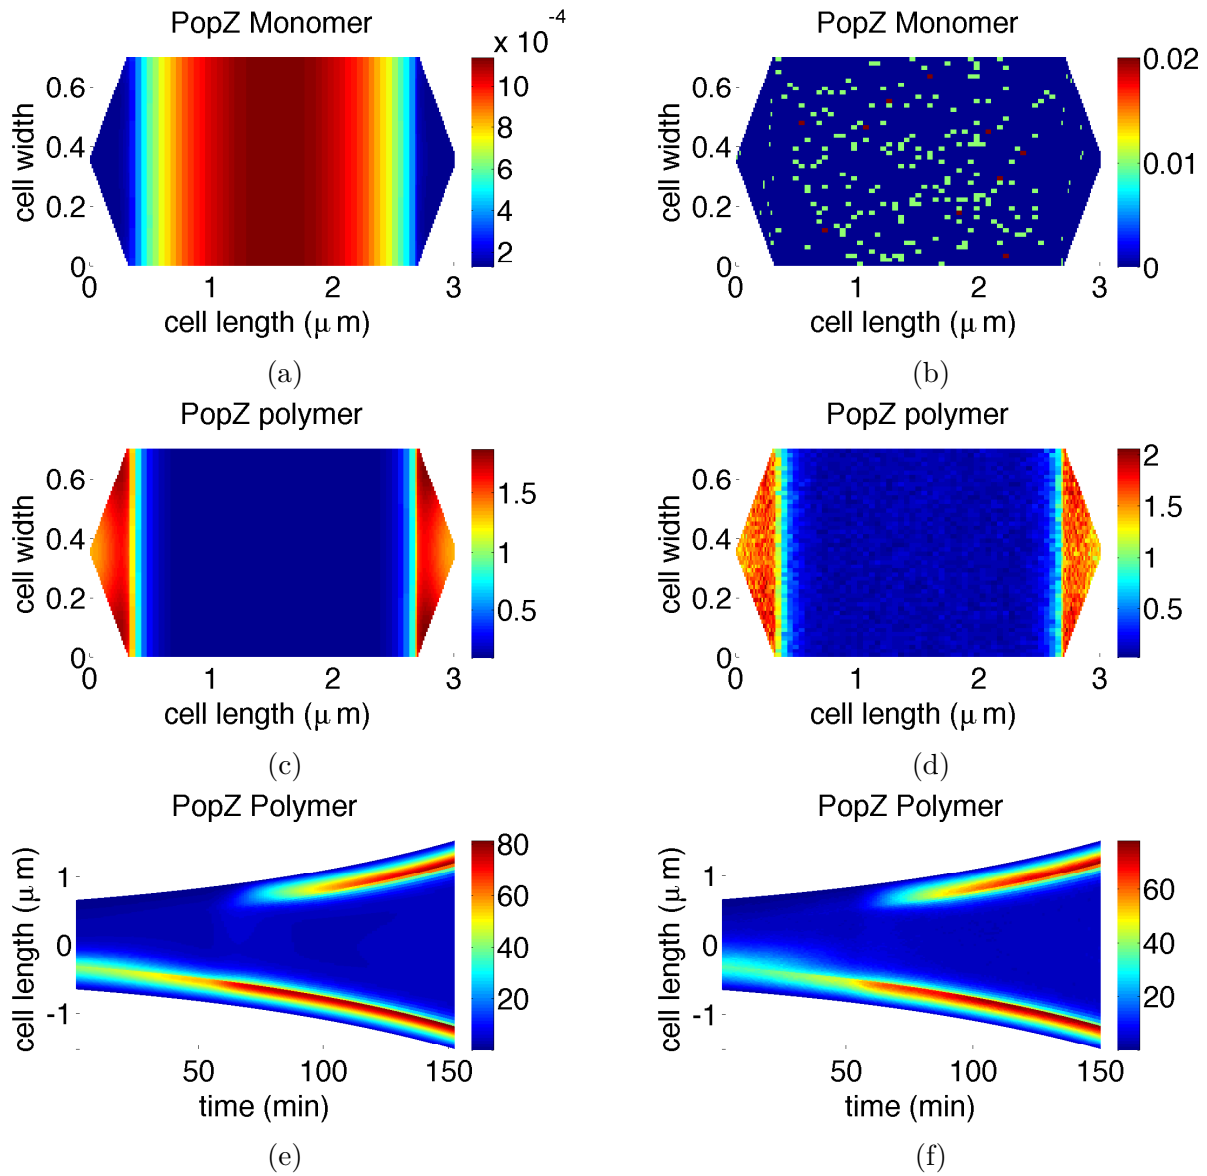 PopZ Monomer
x 10^-4
cell width
0.6
0.4
0.2
0
0 1 2 3
cell length (μ m)
10
8
6
4
2
(a)
PopZ Monomer
cell width
0.6
0.4
0.2
0
0 1 2 3
cell length (μ m)
0.02
0.01
0
(b)
PopZ polymer
cell width
0.6
0.4
0.2
0
0 1 2 3
cell length (μ m)
1.5
1
0.5
(c)
PopZ polymer
cell width
0.6
0.4
0.2
0
0 1 2 3
cell length (μ m)
2
1.5
1
0.5
(d)
PopZ Polymer
cell length (μ m)
1
0
-1
50 100 150
time (min)
80
60
40
20
(e)
PopZ Polymer
cell length (μ m)
1
0
-1
50 100 150
time (min)
60
40
20
(f)